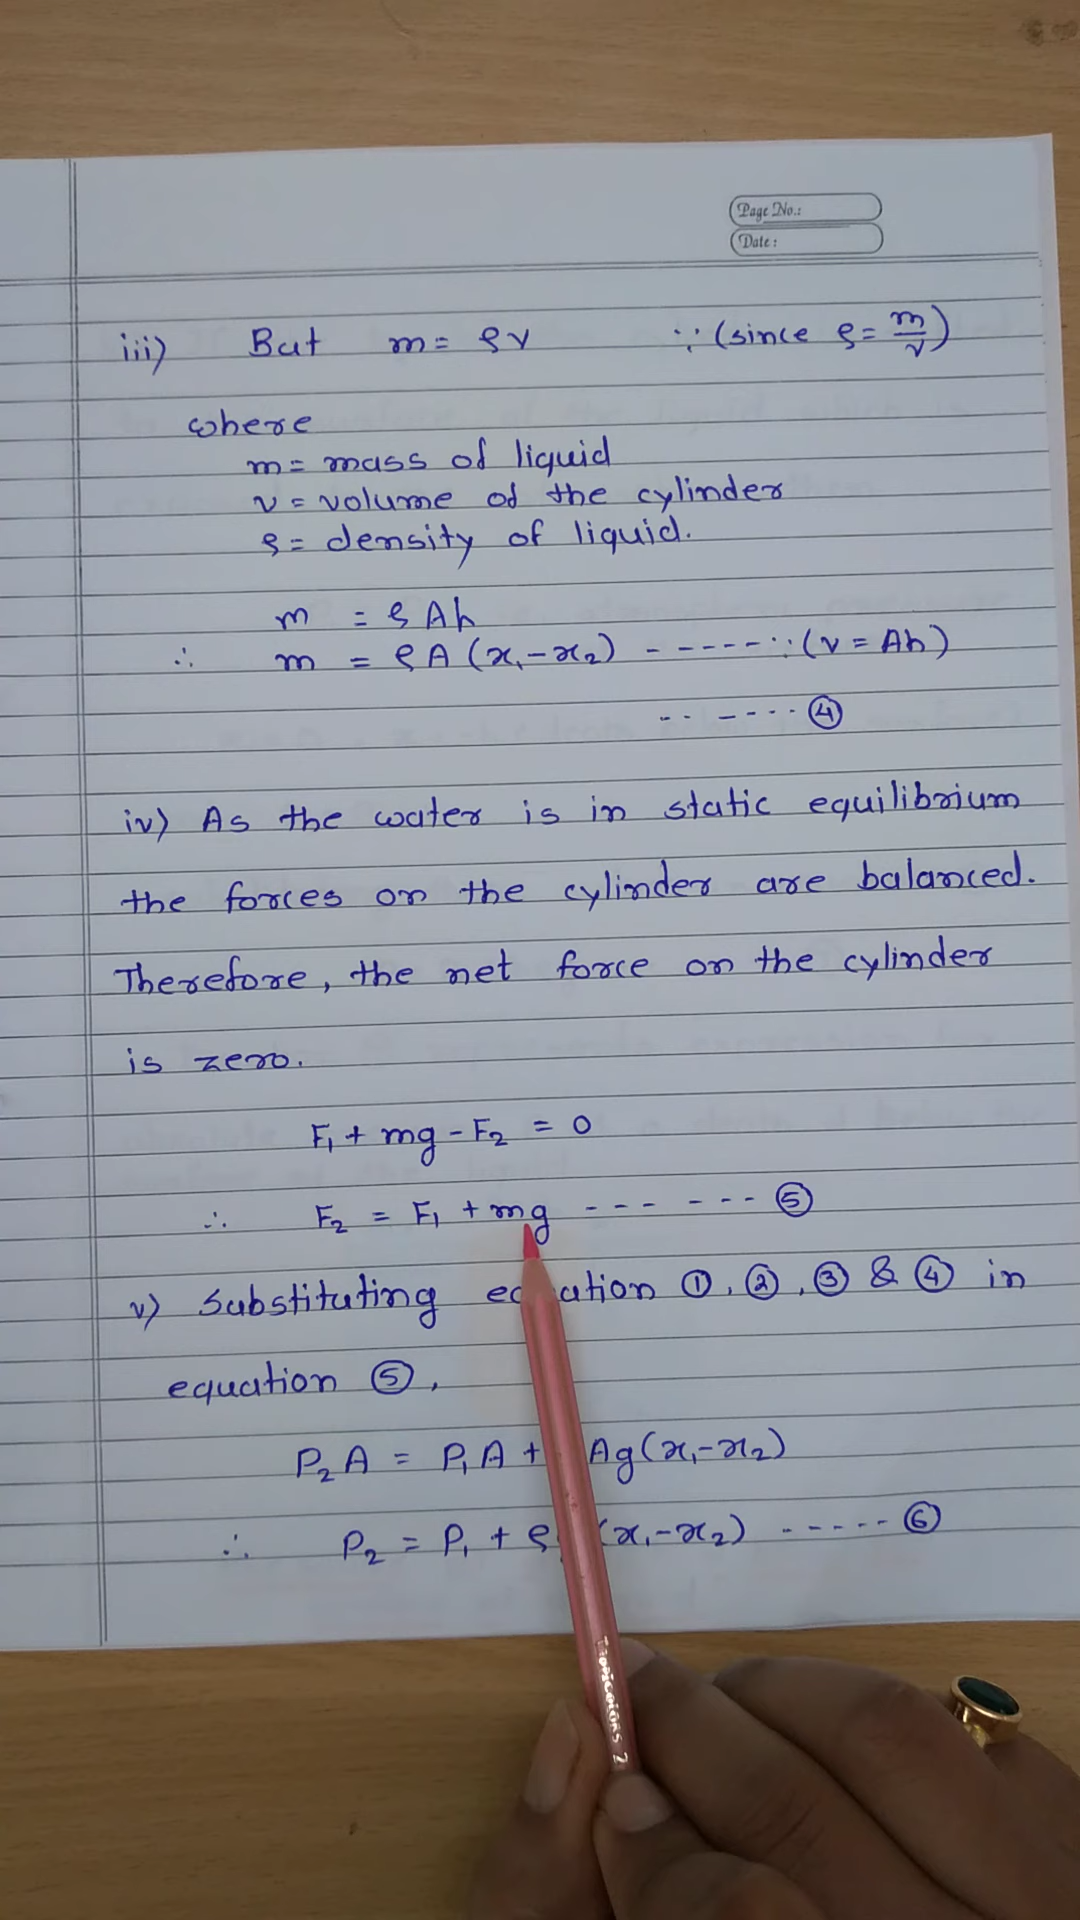 Page No.:
Date:
iii) But m = ρv ∵ (since ρ = m/v)
where
m = mass of liquid
v = volume of the cylinder
ρ = density of liquid.
m = ρAh
∴ m = ρA(x₁-x₂) ------ ∵ (v = Ah)
------- ④
iv) As the water is in static equilibrium
the forces on the cylinder are balanced.
Therefore, the net force on the cylinder
is zero.
F₁ + mg - F₂ = 0
∴ F₂ = F₁ + mg ------- ⑤
v) Substituting equation ①, ②, ③ & ④ in
equation ⑤,
P₂A = P₁A + Ag(x₁-x₂)
∴ P₂ = P₁ + ρ (x₁-x₂) ------ ⑥
Tropicolors 2